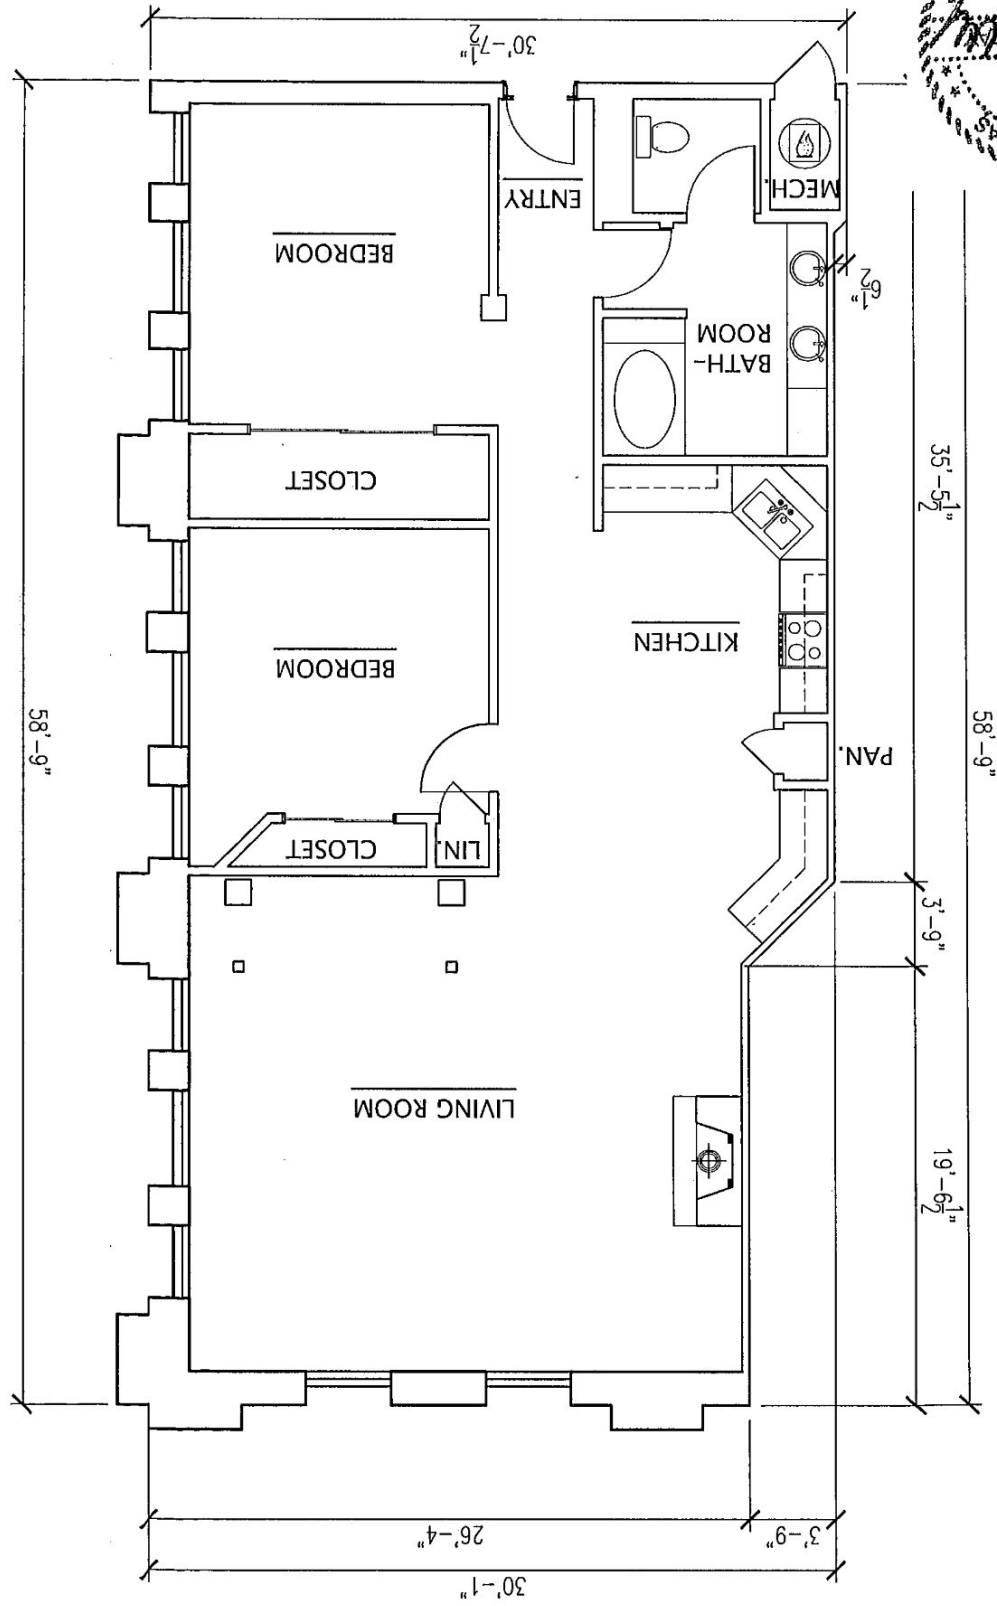 30'-1"
3'-9"
26'-4"
19'-6½"
LIVING ROOM
3'-9"
LIN.
CLOSET
PAN.
58'-9"
58'-9"
KITCHEN
BEDROOM
35'-5½"
CLOSET
BATH-
ROOM
6½"
BEDROOM
MECH.
ENTRY
30'-7½"